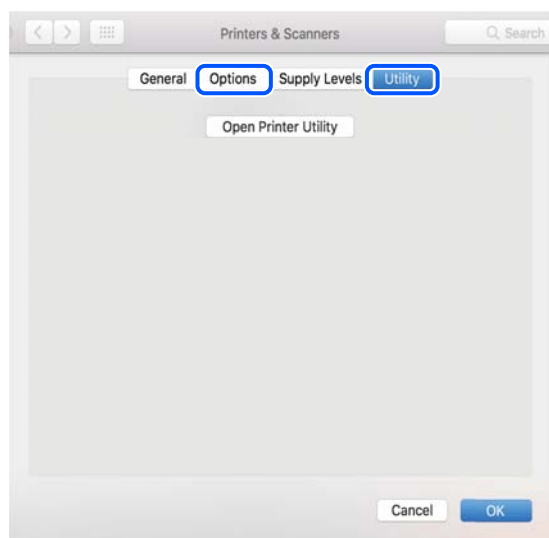 Printers & Scanners Search
General Options Supply Levels Utility
Open Printer Utility
Cancel OK